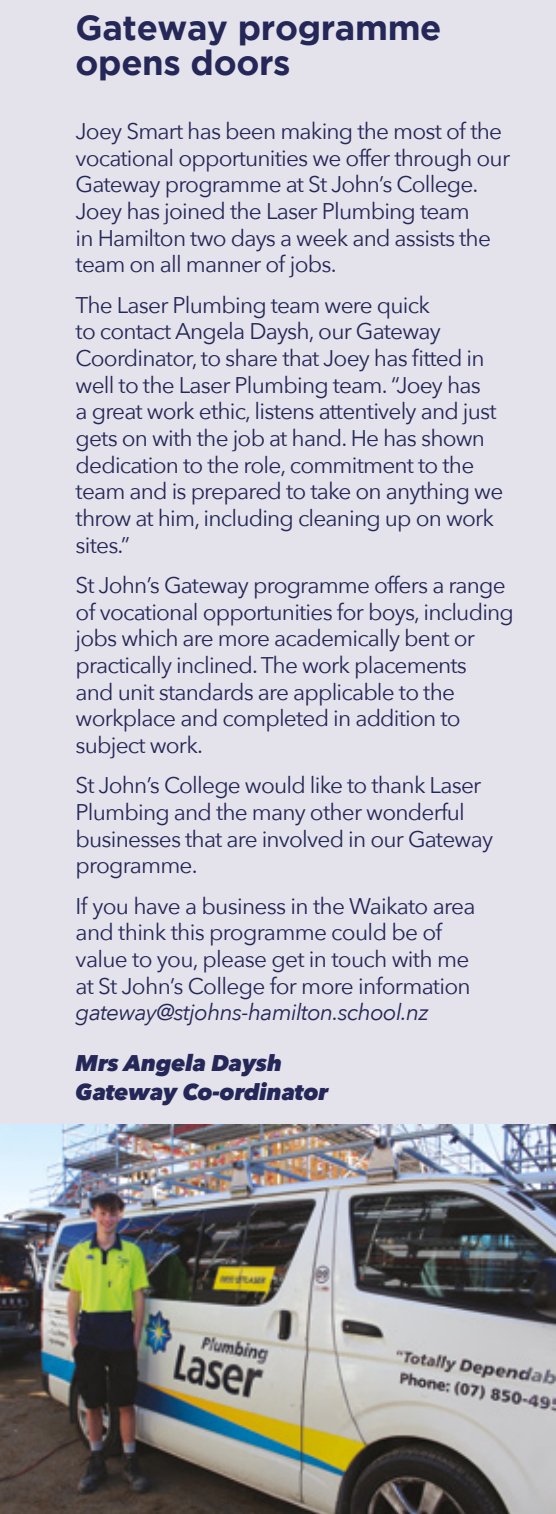 Gateway programme
opens doors
Joey Smart has been making the most of the
vocational opportunities we offer through our
Gateway programme at St John's College.
Joey has joined the Laser Plumbing team
in Hamilton two days a week and assists the
team on all manner of jobs.
The Laser Plumbing team were quick
to contact Angela Daysh, our Gateway
Coordinator, to share that Joey has fitted in
well to the Laser Plumbing team. "Joey has
a great work ethic, listens attentively and just
gets on with the job at hand. He has shown
dedication to the role, commitment to the
team and is prepared to take on anything we
throw at him, including cleaning up on work
sites."
St John's Gateway programme offers a range
of vocational opportunities for boys, including
jobs which are more academically bent or
practically inclined. The work placements
and unit standards are applicable to the
workplace and completed in addition to
subject work.
St John's College would like to thank Laser
Plumbing and the many other wonderful
businesses that are involved in our Gateway
programme.
If you have a business in the Waikato area
and think this programme could be of
value to you, please get in touch with me
at St John's College for more information
gateway@stjohns-hamilton.school.nz
Mrs Angela Daysh
Gateway Co-ordinator
Plumbing
Laser
"Totally Dependab
Phone: (07) 850-495